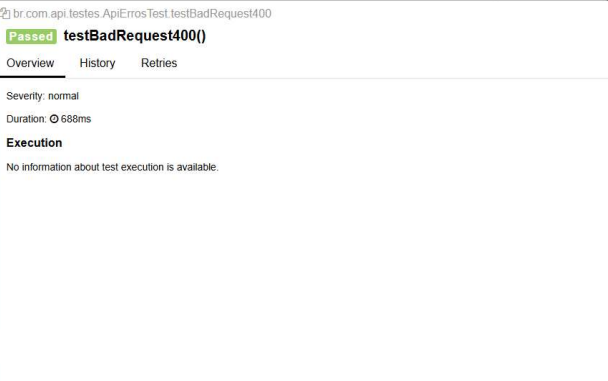 br.com.api.testes.ApiErrosTest.testBadRequest400
Passed testBadRequest400()
Overview History Retries
Severity: normal
Duration: 688ms
Execution
No information about test execution is available.